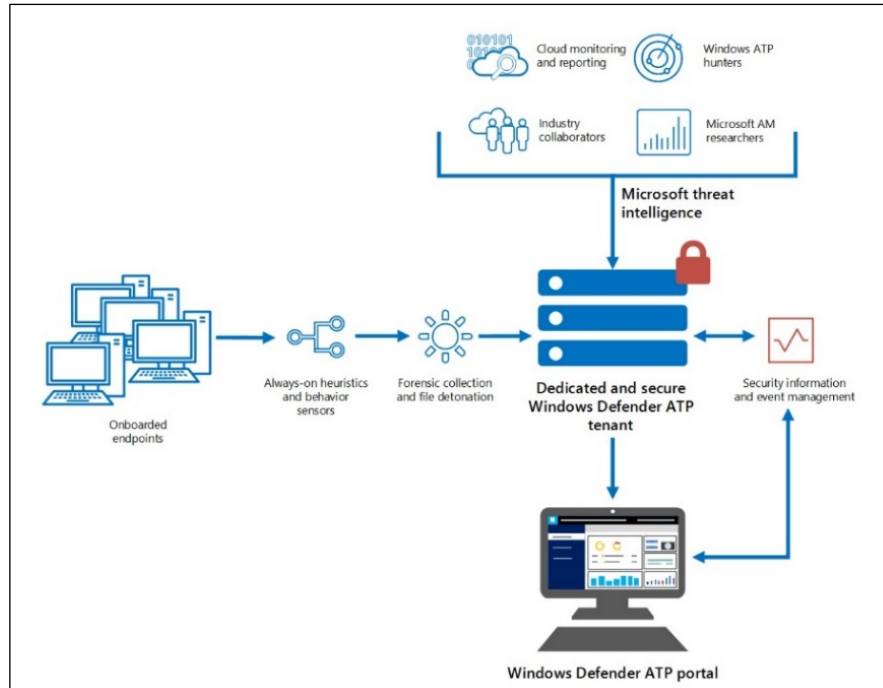 010101
101
0
Cloud monitoring
and reporting
Windows ATP
hunters
Industry
collaborators
Microsoft AM
researchers
Microsoft threat
intelligence
Always-on heuristics
and behavior
sensors
Forensic collection
and file detonation
Dedicated and secure
Windows Defender ATP
tenant
Security information
and event management
Onboarded
endpoints
Windows Defender ATP portal